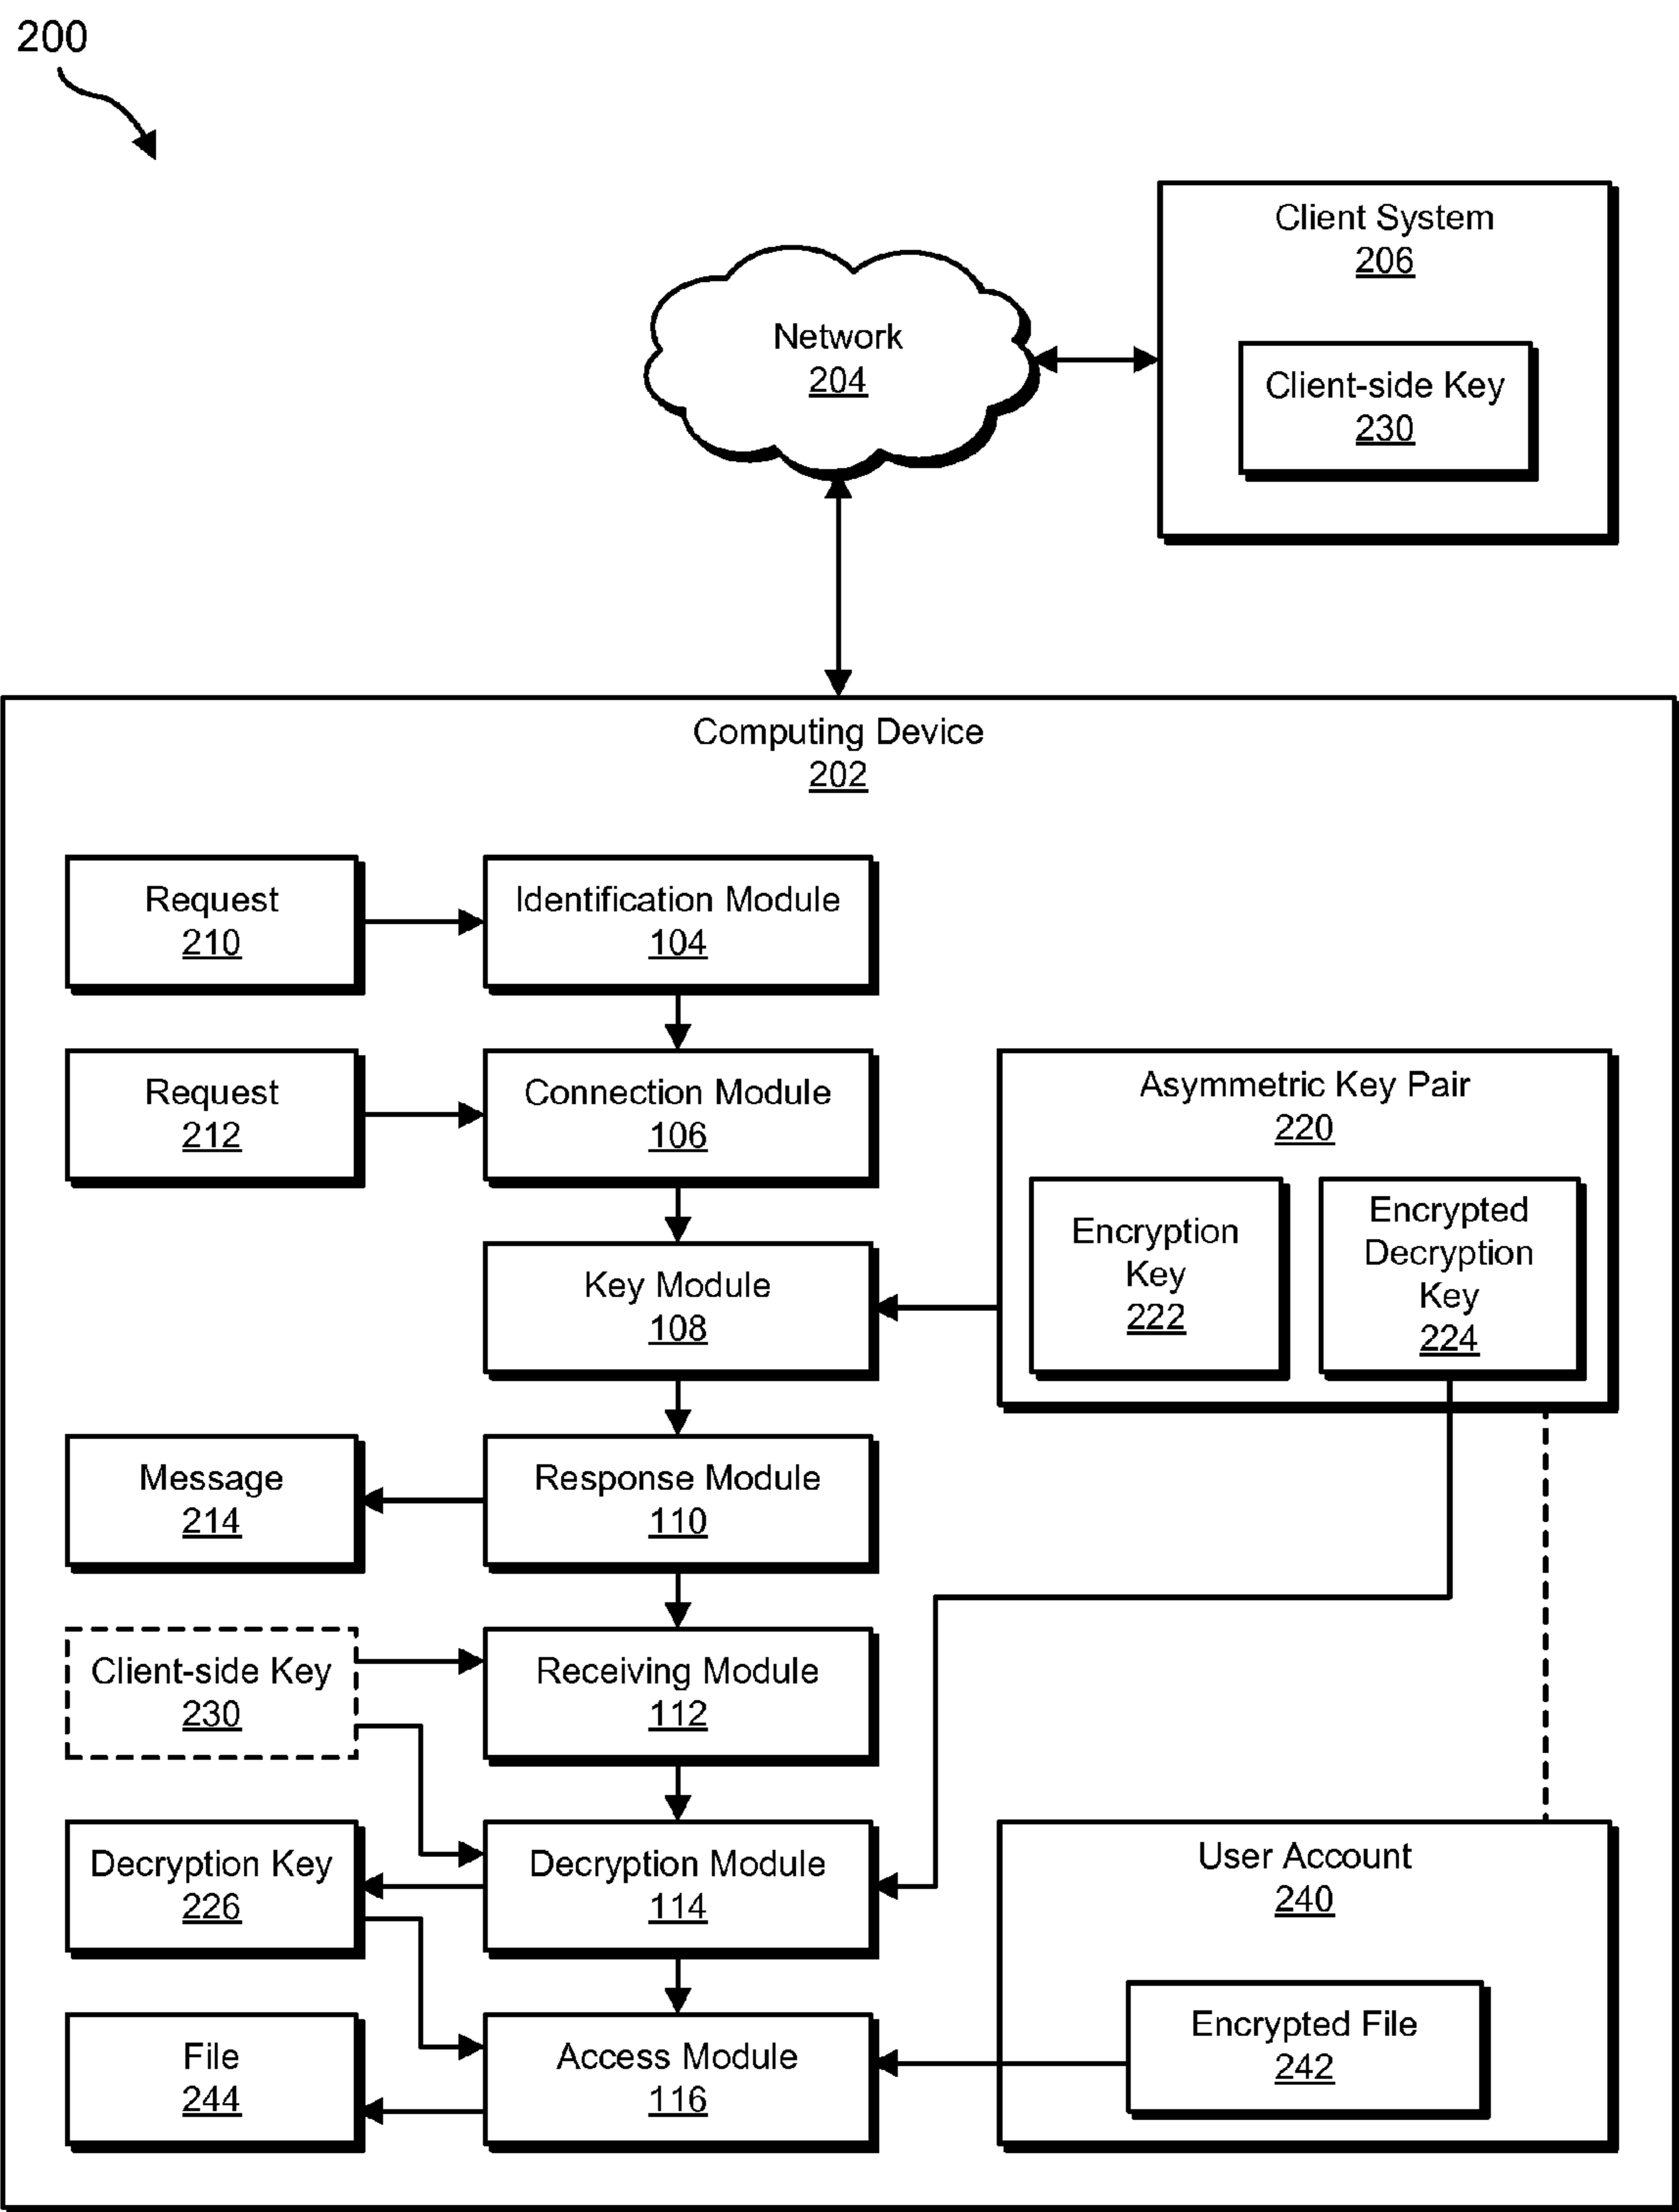 200
Client System
206
Client-side Key
230
Network
204
Computing Device
202
Request
210
Identification Module
104
Request
212
Connection Module
106
Asymmetric Key Pair
220
Encryption
Key
222
Encrypted
Decryption
Key
224
Key Module
108
Message
214
Response Module
110
Client-side Key
230
Receiving Module
112
Decryption Key
226
Decryption Module
114
User Account
240
Encrypted File
242
File
244
Access Module
116